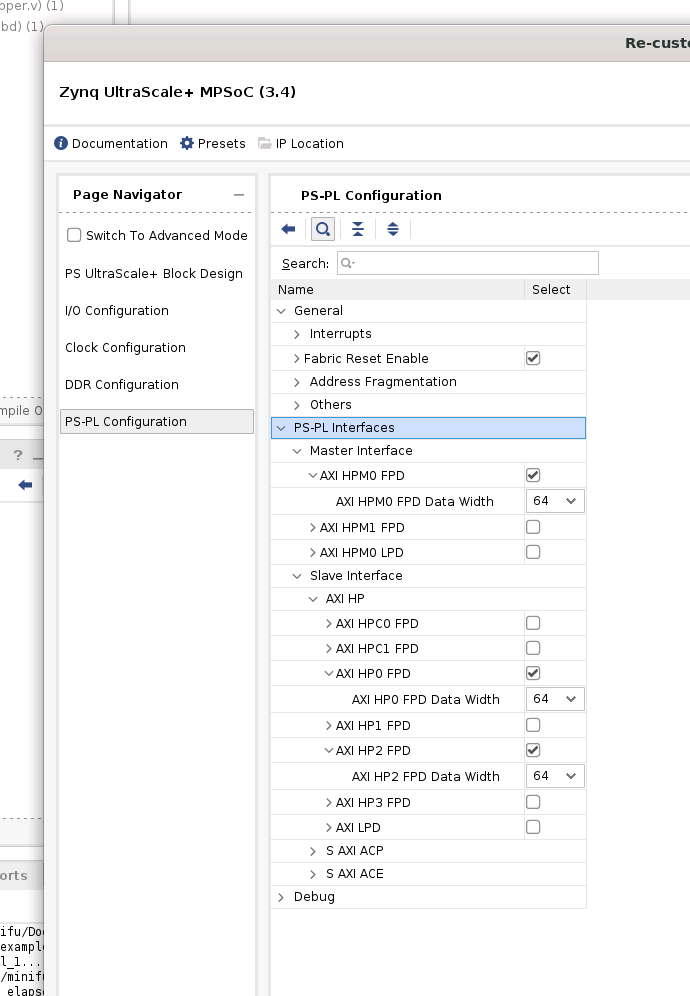 pper.v) (1)
bd) (1)
Re-custo
Zynq UltraScale+ MPSoC (3.4)
Documentation Presets IP Location
Page Navigator
Switch To Advanced Mode
PS UltraScale+ Block Design
I/O Configuration
Clock Configuration
DDR Configuration
PS-PL Configuration
mpile O
?
orts
ifu/Doc
example
l_1...
/minifu
elapse
PS-PL Configuration
Search:
Name Select
General
Interrupts
Fabric Reset Enable
Address Fragmentation
Others
PS-PL Interfaces
Master Interface
AXI HPM0 FPD
AXI HPM0 FPD Data Width 64
AXI HPM1 FPD
AXI HPM0 LPD
Slave Interface
AXI HP
AXI HPC0 FPD
AXI HPC1 FPD
AXI HP0 FPD
AXI HP0 FPD Data Width 64
AXI HP1 FPD
AXI HP2 FPD
AXI HP2 FPD Data Width 64
AXI HP3 FPD
AXI LPD
S AXI ACP
S AXI ACE
Debug